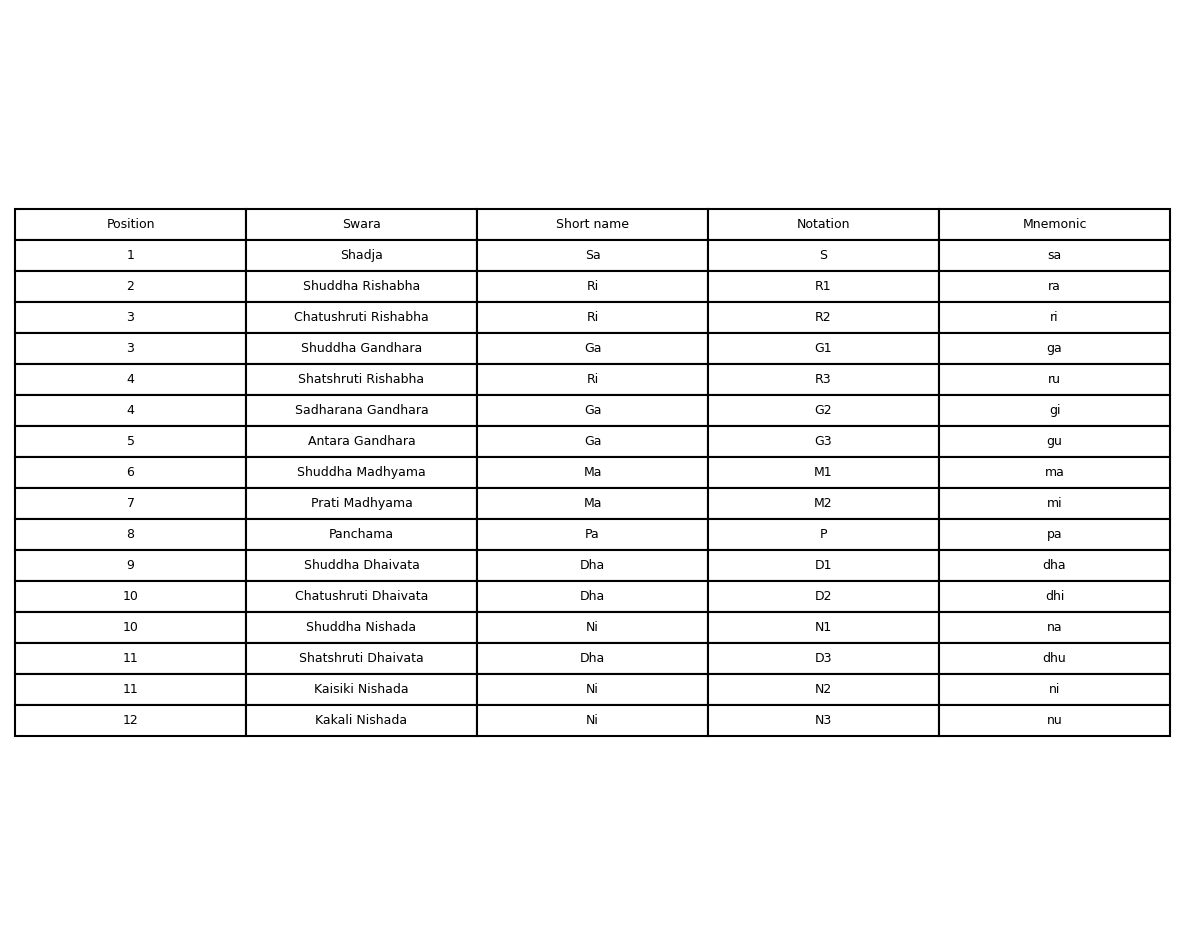 Position Swara Short name Notation Mnemonic
1 Shadja Sa S sa
2 Shuddha Rishabha Ri R1 ra
3 Chatushruti Rishabha Ri R2 ri
3 Shuddha Gandhara Ga G1 ga
4 Shatshruti Rishabha Ri R3 ru
4 Sadharana Gandhara Ga G2 gi
5 Antara Gandhara Ga G3 gu
6 Shuddha Madhyama Ma M1 ma
7 Prati Madhyama Ma M2 mi
8 Panchama Pa P pa
9 Shuddha Dhaivata Dha D1 dha
10 Chatushruti Dhaivata Dha D2 dhi
10 Shuddha Nishada Ni N1 na
11 Shatshruti Dhaivata Dha D3 dhu
11 Kaisiki Nishada Ni N2 ni
12 Kakali Nishada Ni N3 nu